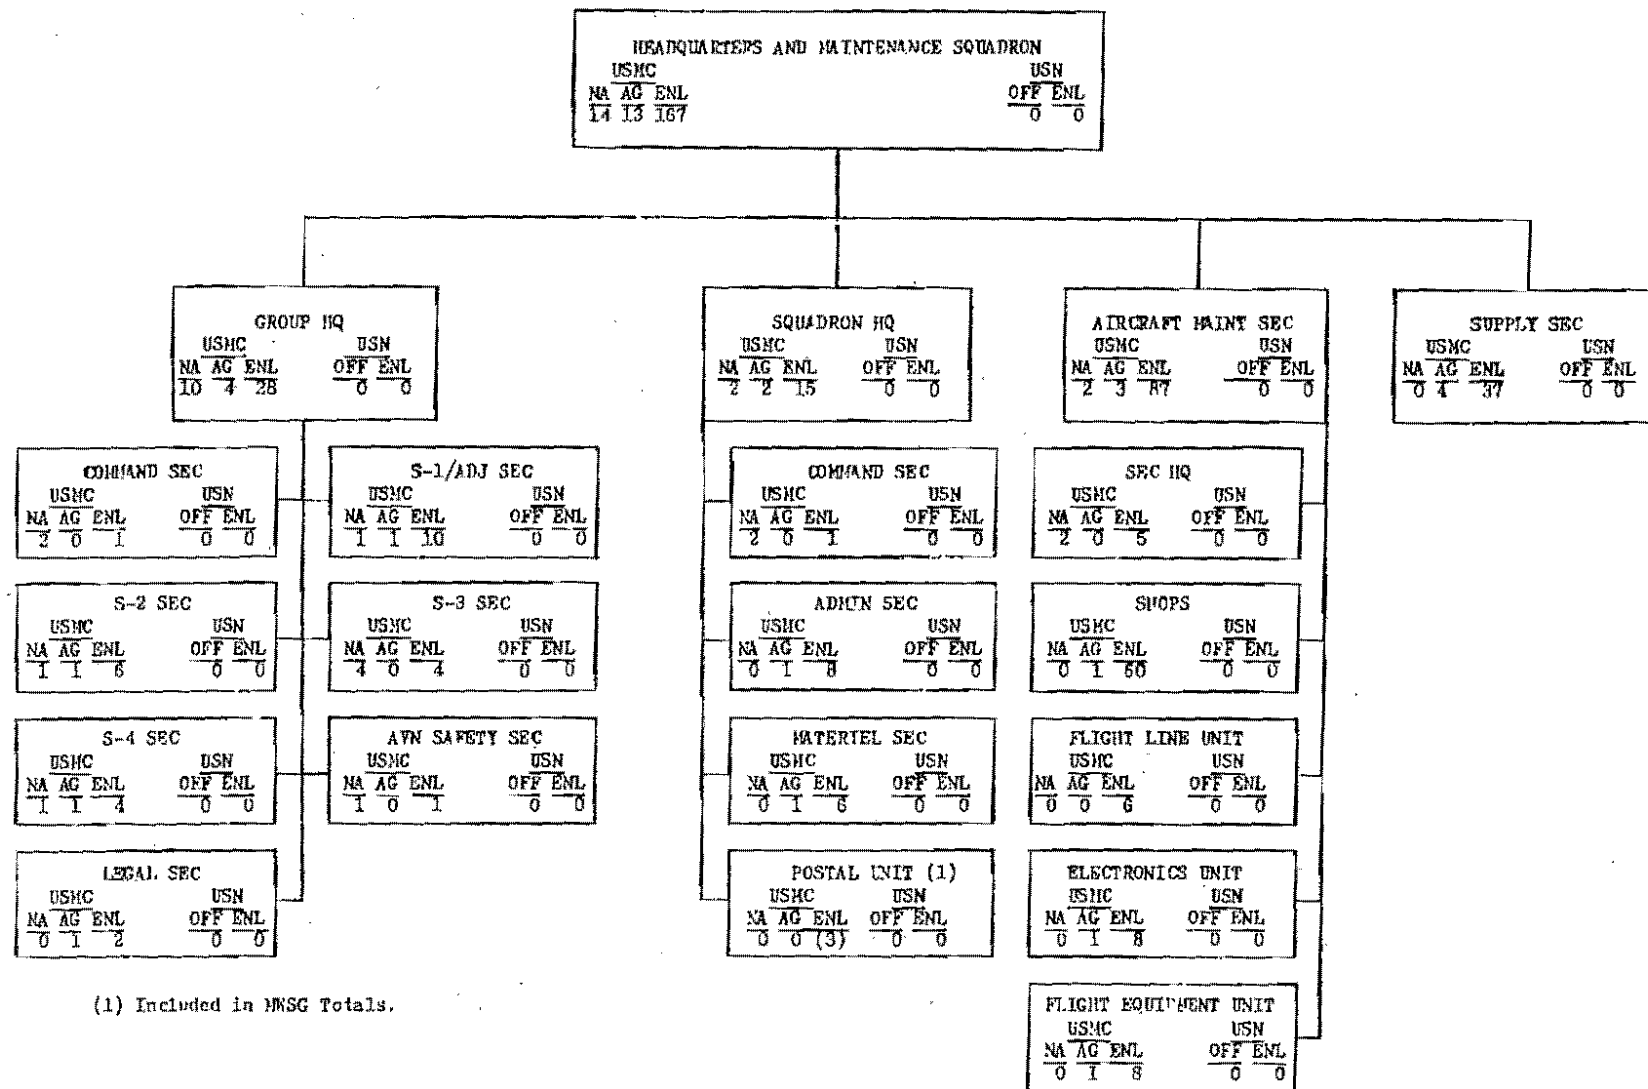 HEADQUARTERS AND MAINTENANCE SQUADRON
USMC USN
NA AG ENL OFF ENL
14 13 167 0 0
GROUP HQ
USMC USN
NA AG ENL OFF ENL
10 4 28 0 0
SQUADRON HQ
USMC USN
NA AG ENL OFF ENL
2 2 15 0 0
AIRCRAFT MAINT SEC
USMC USN
NA AG ENL OFF ENL
2 3 87 0 0
SUPPLY SEC
USMC USN
NA AG ENL OFF ENL
0 4 37 0 0
COMMAND SEC
USMC USN
NA AG ENL OFF ENL
2 0 1 0 0
S-1/ADJ SEC
USMC USN
NA AG ENL OFF ENL
1 1 10 0 0
S-2 SEC
USMC USN
NA AG ENL OFF ENL
1 1 6 0 0
S-3 SEC
USMC USN
NA AG ENL OFF ENL
4 0 4 0 0
S-4 SEC
USMC USN
NA AG ENL OFF ENL
1 1 4 0 0
AVN SAFETY SEC
USMC USN
NA AG ENL OFF ENL
1 0 1 0 0
LEGAL SEC
USMC USN
NA AG ENL OFF ENL
0 1 2 0 0
COMMAND SEC
USMC USN
NA AG ENL OFF ENL
2 0 1 0 0
ADMIN SEC
USMC USN
NA AG ENL OFF ENL
0 1 8 0 0
MATERIEL SEC
USMC USN
NA AG ENL OFF ENL
0 1 6 0 0
POSTAL UNIT (1)
USMC USN
NA AG ENL OFF ENL
0 0 (3) 0 0
SEC HQ
USMC USN
NA AG ENL OFF ENL
2 0 5 0 0
SHOPS
USMC USN
NA AG ENL OFF ENL
0 1 60 0 0
FLIGHT LINE UNIT
USMC USN
NA AG ENL OFF ENL
0 0 6 0 0
ELECTRONICS UNIT
USMC USN
NA AG ENL OFF ENL
0 1 8 0 0
FLIGHT EQUIPMENT UNIT
USMC USN
NA AG ENL OFF ENL
0 1 8 0 0
(1) Included in MWSG Totals.